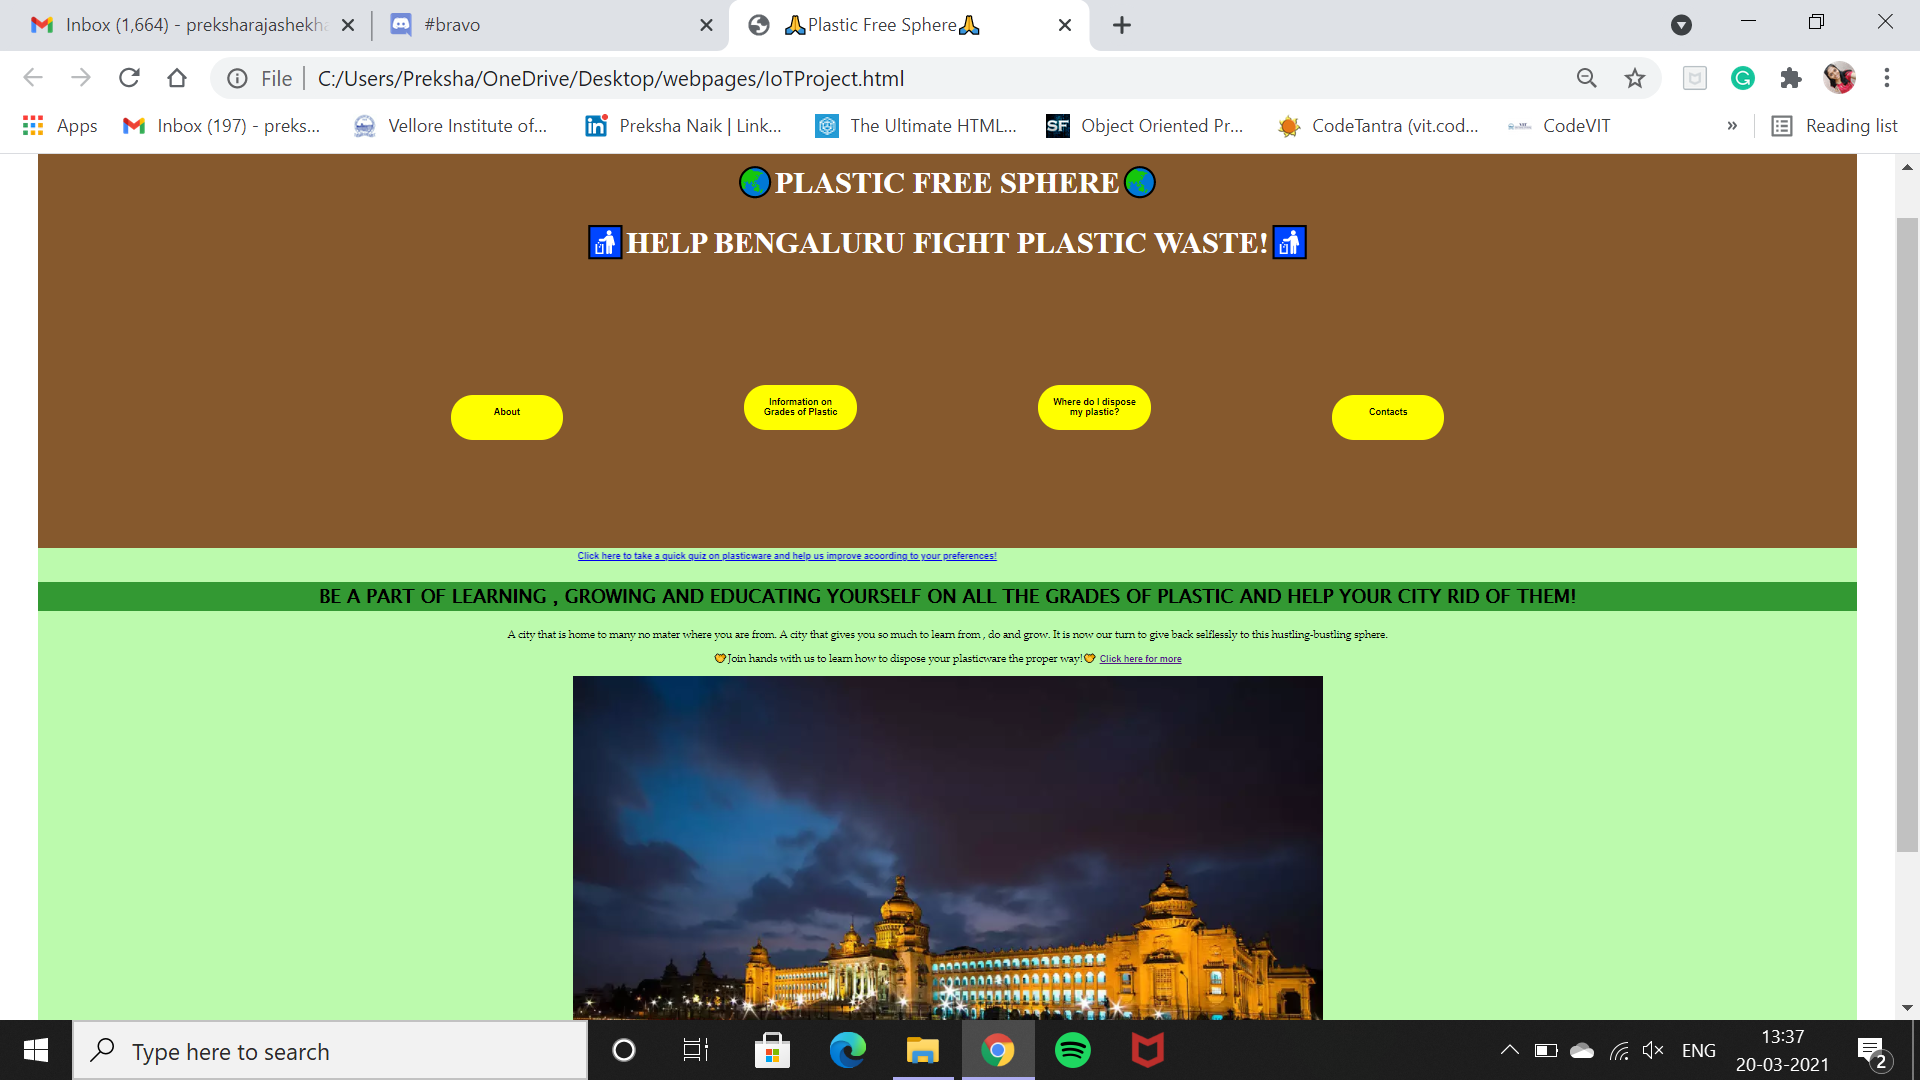 Inbox (1,664) - preksharajashekha
#bravo
🙏Plastic Free Sphere🙏
File
C:/Users/Preksha/OneDrive/Desktop/webpages/IoTProject.html
Apps
Inbox (197) - preks...
Vellore Institute of...
Preksha Naik | Link...
The Ultimate HTML...
SF
Object Oriented Pr...
CodeTantra (vit.cod...
CodeVIT
»
Reading list
🌏PLASTIC FREE SPHERE🌏
🚮HELP BENGALURU FIGHT PLASTIC WASTE!🚮
About
Information on
Grades of Plastic
Where do I dispose
my plastic?
Contacts
Click here to take a quick quiz on plasticware and help us improve acoording to your preferences!
BE A PART OF LEARNING , GROWING AND EDUCATING YOURSELF ON ALL THE GRADES OF PLASTIC AND HELP YOUR CITY RID OF THEM!
A city that is home to many no mater where you are from. A city that gives you so much to learn from , do and grow. It is now our turn to give back selflessly to this hustling-bustling sphere.
Join hands with us to learn how to dispose your plasticware the proper way! Click here for more
Type here to search
ENG
13:37
20-03-2021
2